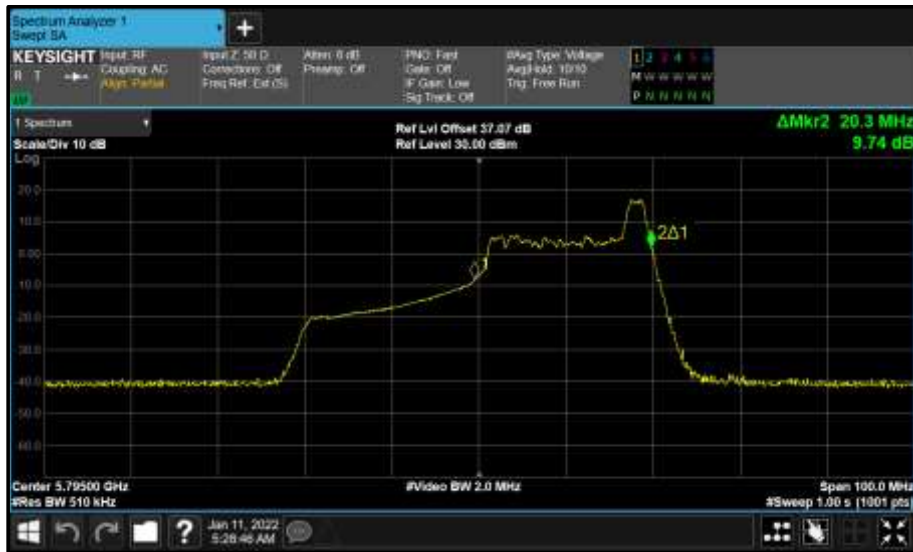 Spectrum Analyzer 1
Swept SA
+
KEYSIGHT
R T
Input: RF
Coupling: AC
Align: Partial
Input Z: 50 Ω
Corrections: Off
Freq Ref: Ext (S)
Atten: 6 dB
Preamp: Off
PNO: Fast
Gate: Off
IF Gain: Low
Sig Track: Off
#Avg Type: Voltage
Avg|Hold: 10/10
Trig: Free Run
1 2 3 4 5 6
M W W W W W
P N N N N N
1 Spectrum
Scale/Div 10 dB
Ref Lvl Offset 37.07 dB
Ref Level 30.00 dBm
ΔMkr2 20.3 MHz
9.74 dB
Log
20.0
10.0
0.00
-10.0
-20.0
-30.0
-40.0
-50.0
-60.0
1
2Δ1
Center 5.79500 GHz
#Video BW 2.0 MHz
Span 100.0 MHz
#Res BW 510 kHz
#Sweep 1.00 s (1001 pts)
?
Jan 11, 2022
5:28:46 AM